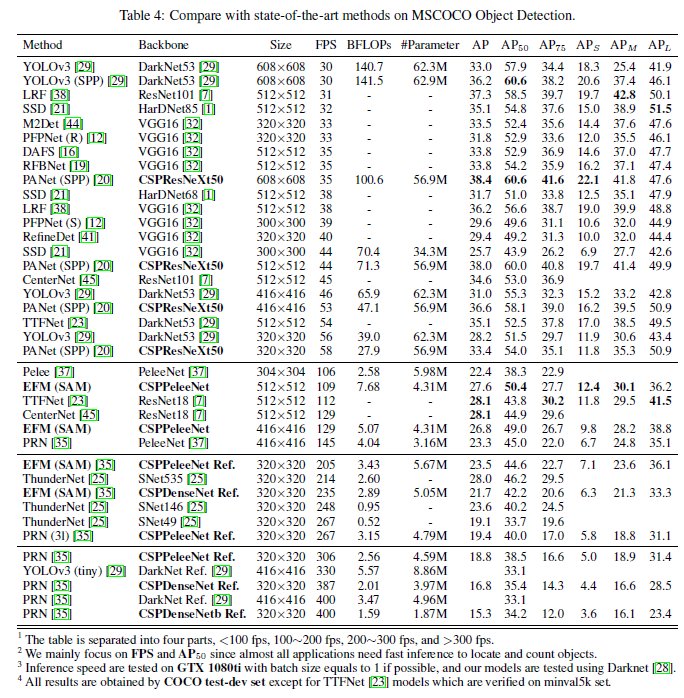 Table 4: Compare with state-of-the-art methods on MSCOCO Object Detection.
Method Backbone Size FPS BFLOPs #Parameter AP AP50 AP75 APS APM APL
YOLOv3 [29] DarkNet53 [29] 608×608 30 140.7 62.3M 33.0 57.9 34.4 18.3 25.4 41.9
YOLOv3 (SPP) [29] DarkNet53 [29] 608×608 30 141.5 62.9M 36.2 60.6 38.2 20.6 37.4 46.1
LRF [38] ResNet101 [7] 512×512 31 - - 37.3 58.5 39.7 19.7 42.8 50.1
SSD [21] HarDNet85 [1] 512×512 32 - - 35.1 54.8 37.6 15.0 38.9 51.5
M2Det [44] VGG16 [32] 320×320 33 - - 33.5 52.4 35.6 14.4 37.6 47.6
PFPNet (R) [12] VGG16 [32] 320×320 33 - - 31.8 52.9 33.6 12.0 35.5 46.1
DAFS [16] VGG16 [32] 512×512 35 - - 33.8 52.9 36.9 14.6 37.0 47.7
RFBNet [19] VGG16 [32] 512×512 35 - - 33.8 54.2 35.9 16.2 37.1 47.4
PANet (SPP) [20] CSPResNeXt50 608×608 35 100.6 56.9M 38.4 60.6 41.6 22.1 41.8 47.6
SSD [21] HarDNet68 [1] 512×512 38 - - 31.7 51.0 33.8 12.5 35.1 47.9
LRF [38] VGG16 [32] 512×512 38 - - 36.2 56.6 38.7 19.0 39.9 48.8
PFPNet (S) [12] VGG16 [32] 300×300 39 - - 29.6 49.6 31.1 10.6 32.0 44.9
RefineDet [41] VGG16 [32] 320×320 40 - - 29.4 49.2 31.3 10.0 32.0 44.4
SSD [21] VGG16 [32] 300×300 44 70.4 34.3M 25.7 43.9 26.2 6.9 27.7 42.6
PANet (SPP) [20] CSPResNeXt50 512×512 44 71.3 56.9M 38.0 60.0 40.8 19.7 41.4 49.9
CenterNet [45] ResNet101 [7] 512×512 45 - - 34.6 53.0 36.9
YOLOv3 [29] DarkNet53 [29] 416×416 46 65.9 62.3M 31.0 55.3 32.3 15.2 33.2 42.8
PANet (SPP) [20] CSPResNeXt50 416×416 53 47.1 56.9M 36.6 58.1 39.0 16.2 39.5 50.9
TTFNet [23] DarkNet53 [29] 512×512 54 - - 35.1 52.5 37.8 17.0 38.5 49.5
YOLOv3 [29] DarkNet53 [29] 320×320 56 39.0 62.3M 28.2 51.5 29.7 11.9 30.6 43.4
PANet (SPP) [20] CSPResNeXt50 320×320 58 27.9 56.9M 33.4 54.0 35.1 11.8 35.3 50.9
Pelee [37] PeleeNet [37] 304×304 106 2.58 5.98M 22.4 38.3 22.9
EFM (SAM) CSPPeleeNet 512×512 109 7.68 4.31M 27.6 50.4 27.7 12.4 30.1 36.2
TTFNet [23] ResNet18 [7] 512×512 112 - - 28.1 43.8 30.2 11.8 29.5 41.5
CenterNet [45] ResNet18 [7] 512×512 129 - - 28.1 44.9 29.6
EFM (SAM) CSPPeleeNet 416×416 129 5.07 4.31M 26.8 49.0 26.7 9.8 28.2 38.8
PRN [35] PeleeNet [37] 416×416 145 4.04 3.16M 23.3 45.0 22.0 6.7 24.8 35.1
EFM (SAM) [35] CSPPeleeNet Ref. 320×320 205 3.43 5.67M 23.5 44.6 22.7 7.1 23.6 36.1
ThunderNet [25] SNet535 [25] 320×320 214 2.60 - 28.0 46.2 29.5
EFM (SAM) [35] CSPDenseNet Ref. 320×320 235 2.89 5.05M 21.7 42.2 20.6 6.3 21.3 33.3
ThunderNet [25] SNet146 [25] 320×320 248 0.95 - 23.6 40.2 24.5
ThunderNet [25] SNet49 [25] 320×320 267 0.52 - 19.1 33.7 19.6
PRN (3l) [35] CSPPeleeNet Ref. 320×320 267 3.15 4.79M 19.4 40.0 17.0 5.8 18.8 31.1
PRN [35] CSPPeleeNet Ref. 320×320 306 2.56 4.59M 18.8 38.5 16.6 5.0 18.9 31.4
YOLOv3 (tiny) [29] DarkNet Ref. [29] 416×416 330 5.57 8.86M 33.1
PRN [35] CSPDenseNet Ref. 320×320 387 2.01 3.97M 16.8 35.4 14.3 4.4 16.6 28.5
PRN [35] DarkNet Ref. [29] 416×416 400 3.47 4.96M 33.1
PRN [35] CSPDenseNetb Ref. 320×320 400 1.59 1.87M 15.3 34.2 12.0 3.6 16.1 23.4
1 The table is separated into four parts, <100 fps, 100~200 fps, 200~300 fps, and >300 fps.
2 We mainly focus on FPS and AP50 since almost all applications need fast inference to locate and count objects.
3 Inference speed are tested on GTX 1080ti with batch size equals to 1 if possible, and our models are tested using Darknet [28].
4 All results are obtained by COCO test-dev set except for TTFNet [23] models which are verified on minval5k set.